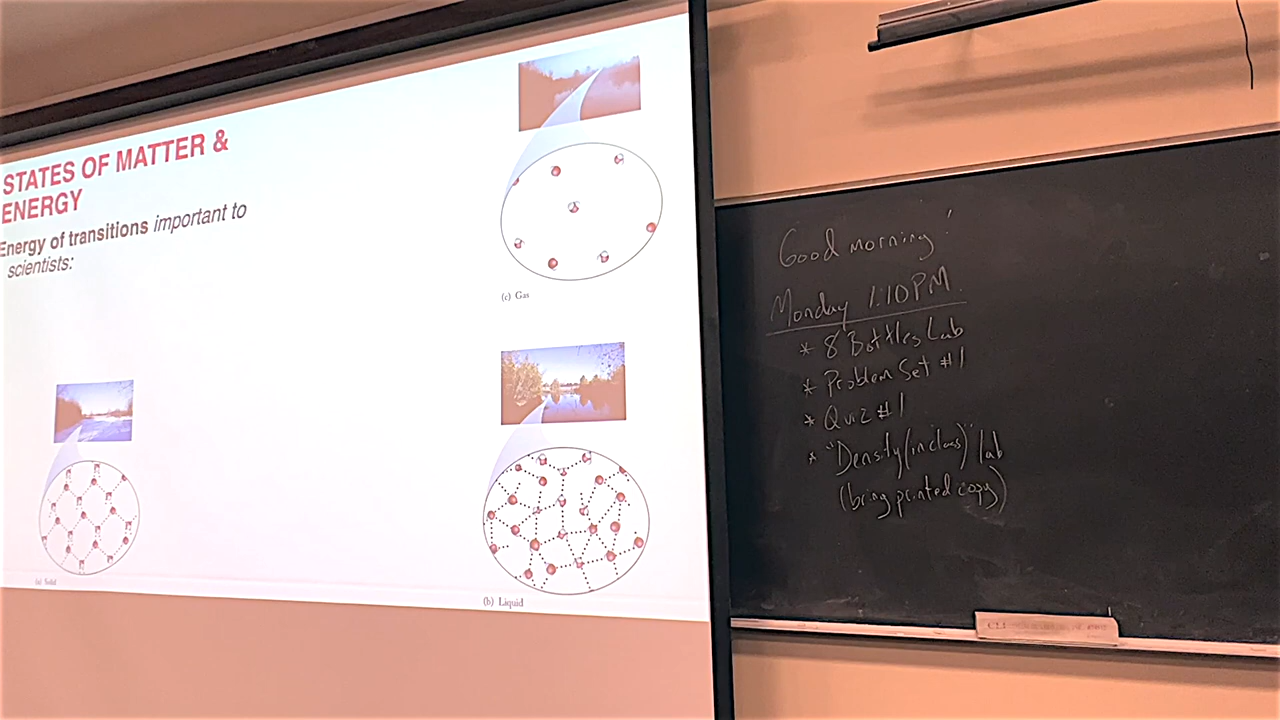 STATES OF MATTER &
ENERGY
Energy of transitions important to
scientists:
(c) Gas
(a) Solid
(b) Liquid
Good morning!
Monday 1:10PM.
* 8 Bottles Lab
* Problem Set #1
* Quiz #1
* "Density (in class)" lab
(bring printed copy)